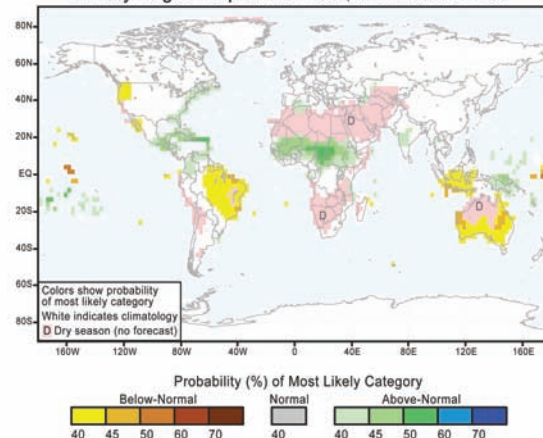 80N
60N
40N
20N
EQ
20S
40S
60S
80S
D
D
D
Colors show probability
of most likely category
White indicates climatology
D Dry season (no forecast)
160W 120W 80W 40W 0 40E 80E 120E 160E
Probability (%) of Most Likely Category
Below-Normal Normal Above-Normal
40 45 50 60 70 40 40 45 50 60 70